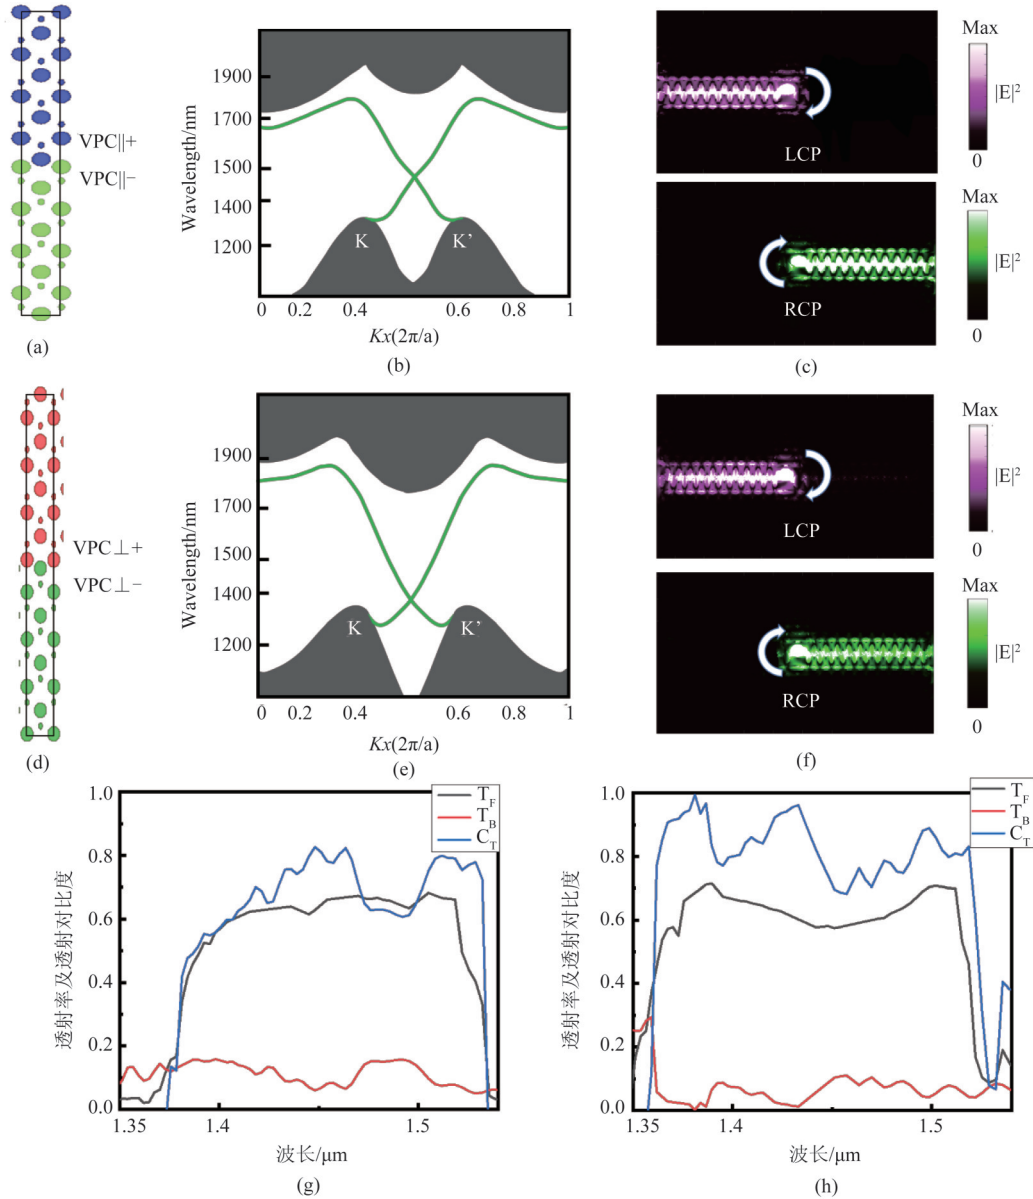 VPC||+
VPC||−
(a)
Wavelength/nm
1900
1700
1500
1400
1200
K
K’
0
0.2
0.4
0.6
0.8
1
Kx(2π/a)
(b)
LCP
Max
|E|²
0
RCP
Max
|E|²
0
(c)
VPC⊥+
VPC⊥−
(d)
Wavelength/nm
1900
1700
1500
1400
1200
K
K’
0
0.2
0.4
0.6
0.8
1
Kx(2π/a)
(e)
LCP
Max
|E|²
0
RCP
Max
|E|²
0
(f)
透射率及透射对比度
1.0
0.8
0.6
0.4
0.2
0.0
T_F
T_B
C_T
1.35
1.4
1.5
波长/μm
(g)
透射率及透射对比度
1.0
0.8
0.6
0.4
0.2
0.0
T_F
T_B
C_T
1.35
1.4
1.5
波长/μm
(h)